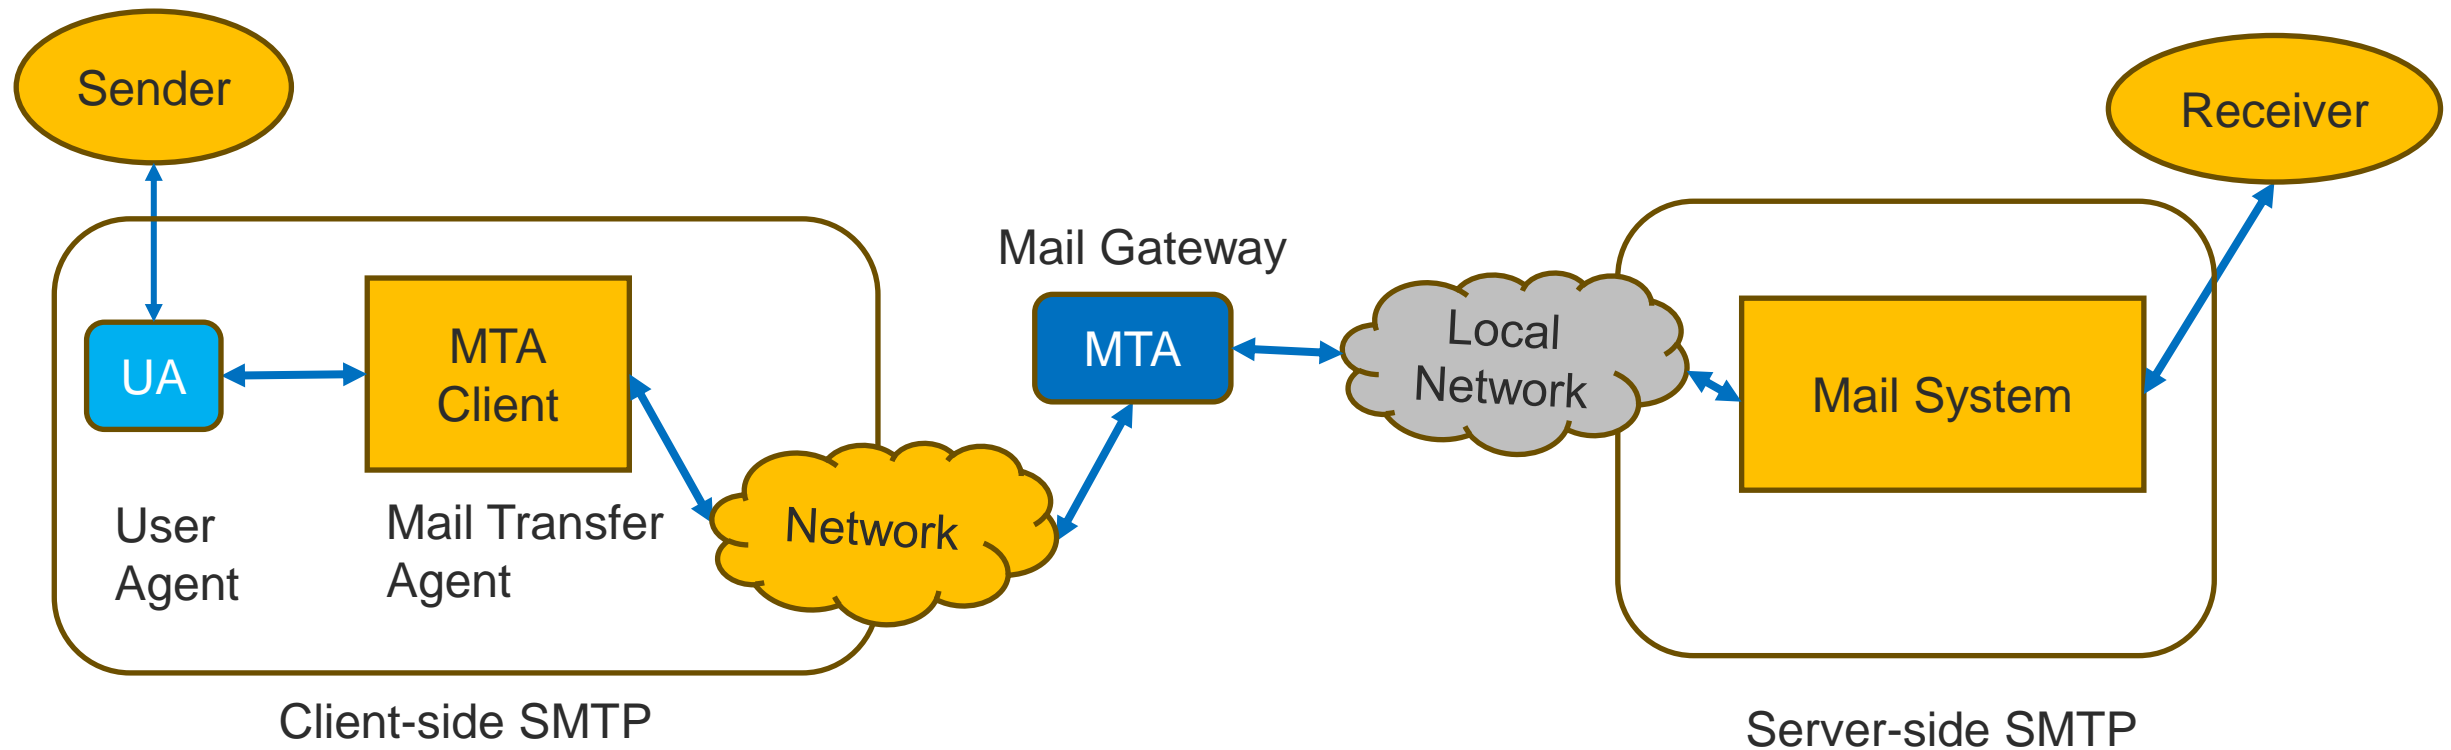 Sender
Receiver
Mail Gateway
UA
MTA
Client
MTA
Local
Network
Mail System
User
Agent
Mail Transfer
Agent
Network
Client-side SMTP
Server-side SMTP